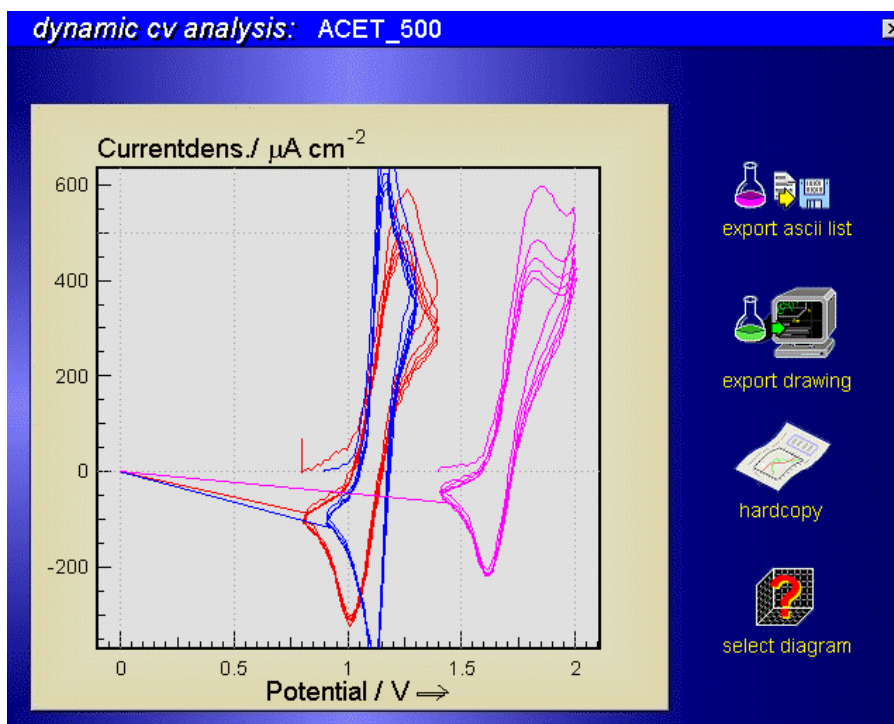 dynamic cv analysis: ACET_500
Currentdens./ μA cm⁻²
600
400
200
0
-200
0 0.5 1 1.5 2
Potential / V ⇒
export ascii list
export drawing
hardcopy
?
select diagram